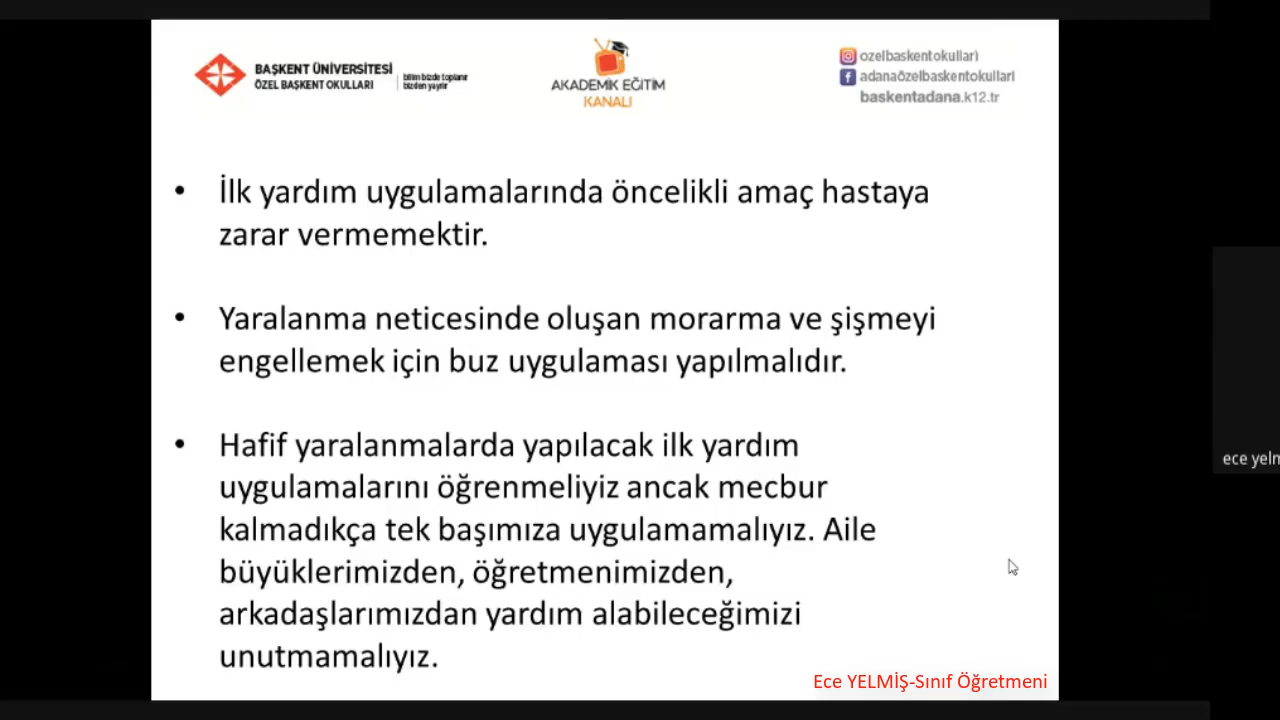 BAŞKENT ÜNİVERSİTESİ
ÖZEL BAŞKENT OKULLARI
bilim bizde toplanır
bizden yayılır
AKADEMİK EĞİTİM
KANALI
ozelbaskentokullari
adanaözelbaskentokullari
baskentadana.k12.tr
• İlk yardım uygulamalarında öncelikli amaç hastaya
zarar vermemektir.
• Yaralanma neticesinde oluşan morarma ve şişmeyi
engellemek için buz uygulaması yapılmalıdır.
• Hafif yaralanmalarda yapılacak ilk yardım
uygulamalarını öğrenmeliyiz ancak mecbur
kalmadıkça tek başımıza uygulamamalıyız. Aile
büyüklerimizden, öğretmenimizden,
arkadaşlarımızdan yardım alabileceğimizi
unutmamalıyız.
Ece YELMİŞ-Sınıf Öğretmeni
ece yelm